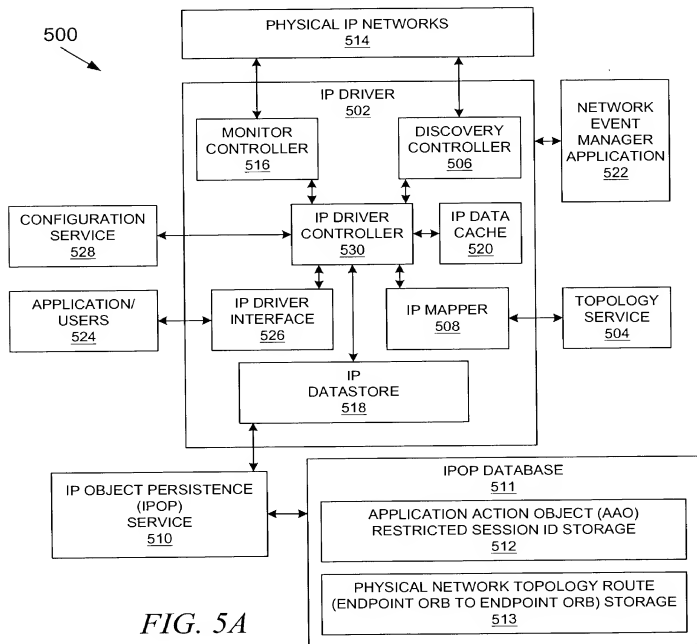 500
PHYSICAL IP NETWORKS
514
IP DRIVER
502
MONITOR
CONTROLLER
516
DISCOVERY
CONTROLLER
506
NETWORK
EVENT
MANAGER
APPLICATION
522
CONFIGURATION
SERVICE
528
IP DRIVER
CONTROLLER
530
IP DATA
CACHE
520
APPLICATION/
USERS
524
IP DRIVER
INTERFACE
526
IP MAPPER
508
TOPOLOGY
SERVICE
504
IP
DATASTORE
518
IP OBJECT PERSISTENCE
(IPOP)
SERVICE
510
IPOP DATABASE
511
APPLICATION ACTION OBJECT (AAO)
RESTRICTED SESSION ID STORAGE
512
PHYSICAL NETWORK TOPOLOGY ROUTE
(ENDPOINT ORB TO ENDPOINT ORB) STORAGE
513
FIG. 5A